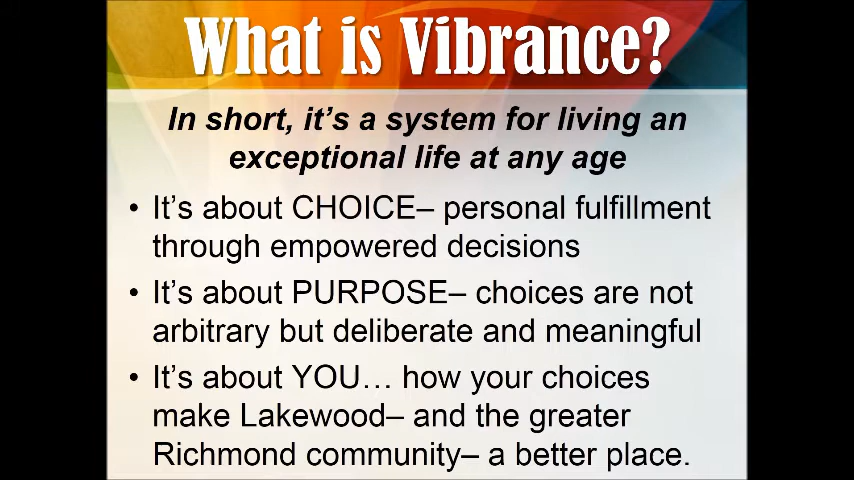 What is Vibrance?
In short, it's a system for living an
exceptional life at any age
• It's about CHOICE– personal fulfillment
through empowered decisions
• It's about PURPOSE– choices are not
arbitrary but deliberate and meaningful
• It's about YOU… how your choices
make Lakewood– and the greater
Richmond community– a better place.